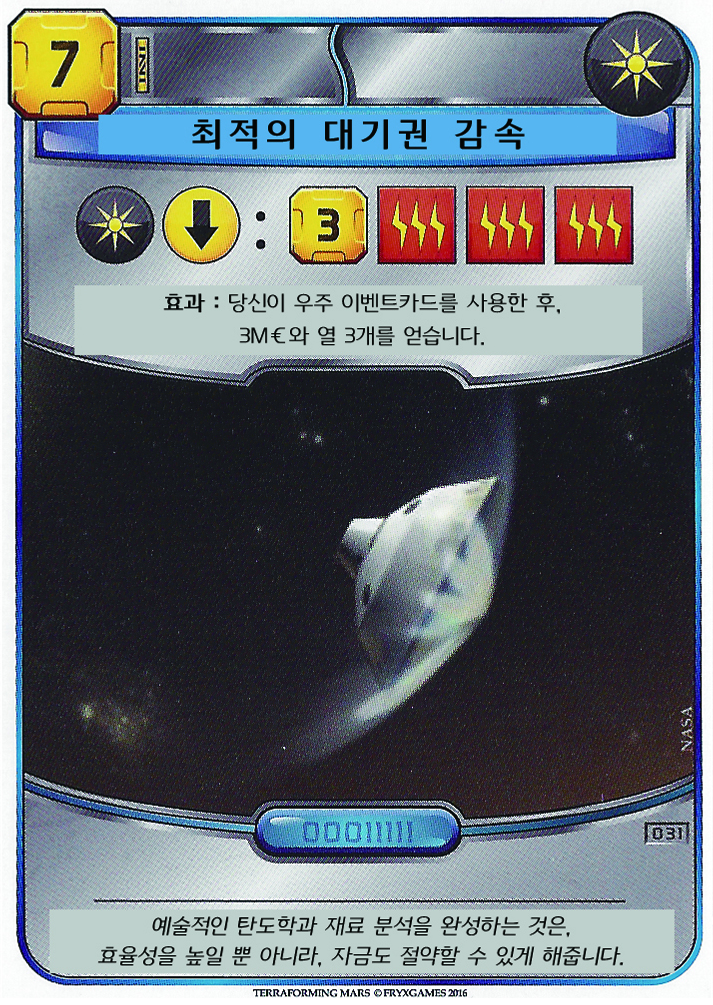 7
최적의 대기권 감속
: 3
효과 : 당신이 우주 이벤트카드를 사용한 후,
3M€와 열 3개를 얻습니다.
NASA
00011111
031
예술적인 탄도학과 재료 분석을 완성하는 것은,
효율성을 높일 뿐 아니라, 자금도 절약할 수 있게 해줍니다.
TERRAFORMING MARS © FRYXGAMES 2016